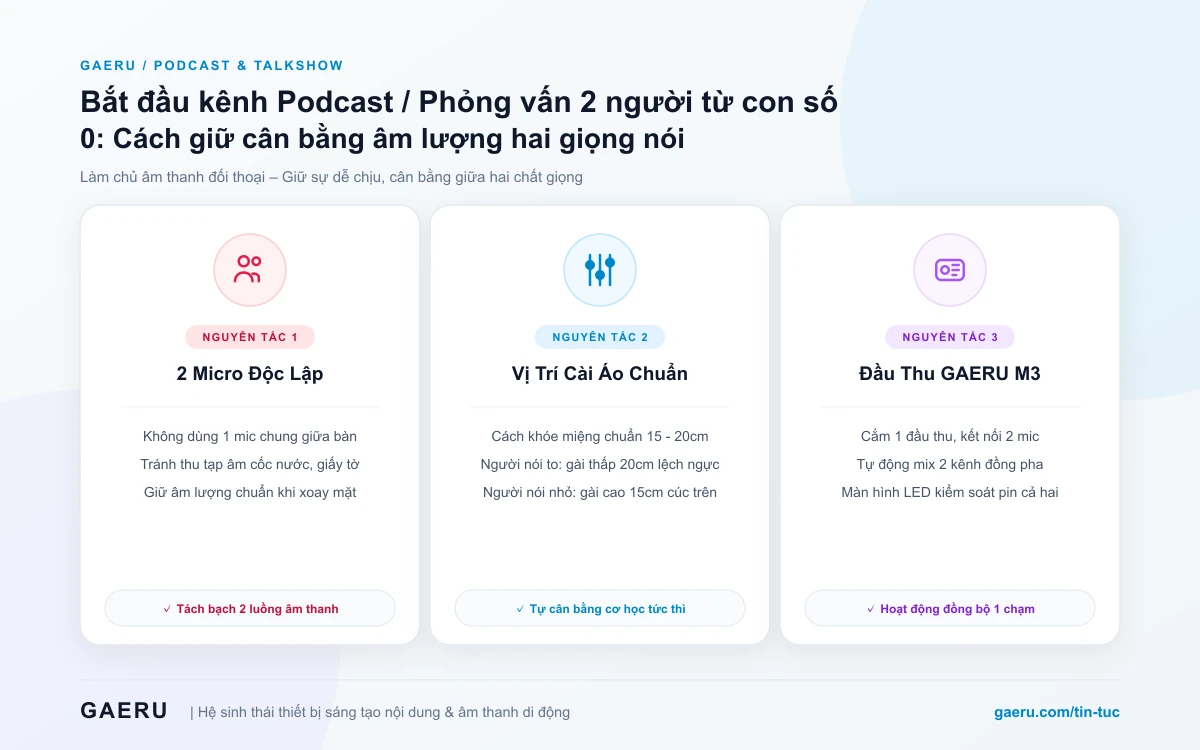 GAERU / PODCAST & TALKSHOW
Bắt đầu kênh Podcast / Phỏng vấn 2 người từ con số
0: Cách giữ cân bằng âm lượng hai giọng nói
Làm chủ âm thanh đối thoại – Giữ sự dễ chịu, cân bằng giữa hai chất giọng
NGUYÊN TẮC 1
2 Micro Độc Lập
Không dùng 1 mic chung giữa bàn
Tránh thu tạp âm cốc nước, giấy tờ
Giữ âm lượng chuẩn khi xoay mặt
✓ Tách bạch 2 luồng âm thanh
NGUYÊN TẮC 2
Vị Trí Cài Áo Chuẩn
Cách khóe miệng chuẩn 15 - 20cm
Người nói to: gài thấp 20cm lệch ngực
Người nói nhỏ: gài cao 15cm cúc trên
✓ Tự cân bằng cơ học tức thì
NGUYÊN TẮC 3
Đầu Thu GAERU M3
Cắm 1 đầu thu, kết nối 2 mic
Tự động mix 2 kênh đồng pha
Màn hình LED kiểm soát pin cả hai
✓ Hoạt động đồng bộ 1 chạm
GAERU | Hệ sinh thái thiết bị sáng tạo nội dung & âm thanh di động
gaeru.com/tin-tuc